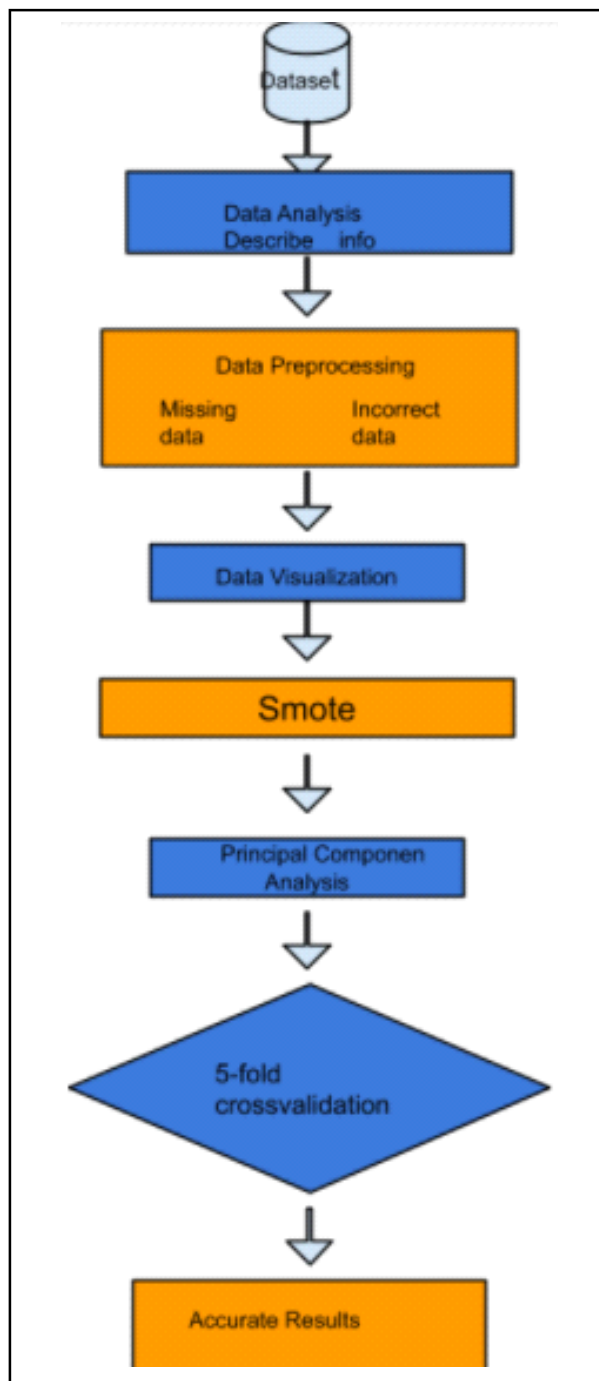 Dataset
Data Analysis
Describe info
Data Preprocessing
Missing Incorrect
data data
Data Visualization
Smote
Principal Componen
Analysis
5-fold
crossvalidation
Accurate Results